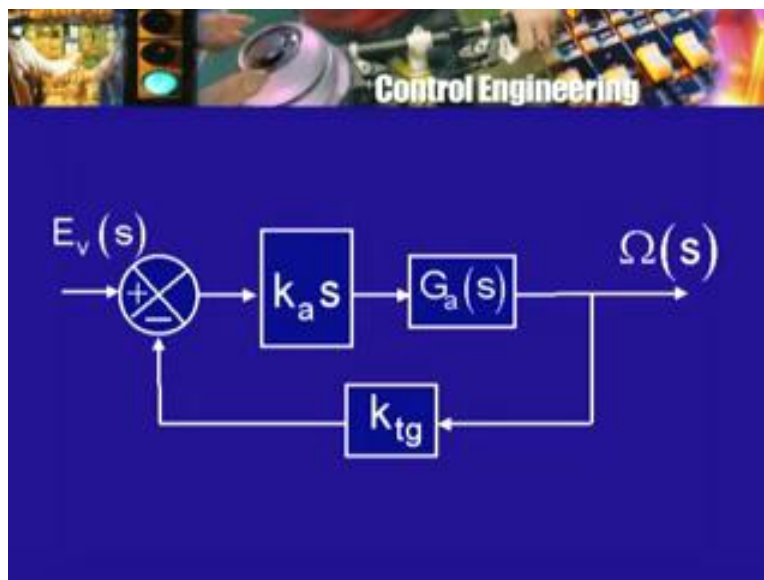 Control Engineering
E_v(s)
Ω(s)
+
−
k_a s
G_a(s)
k_tg